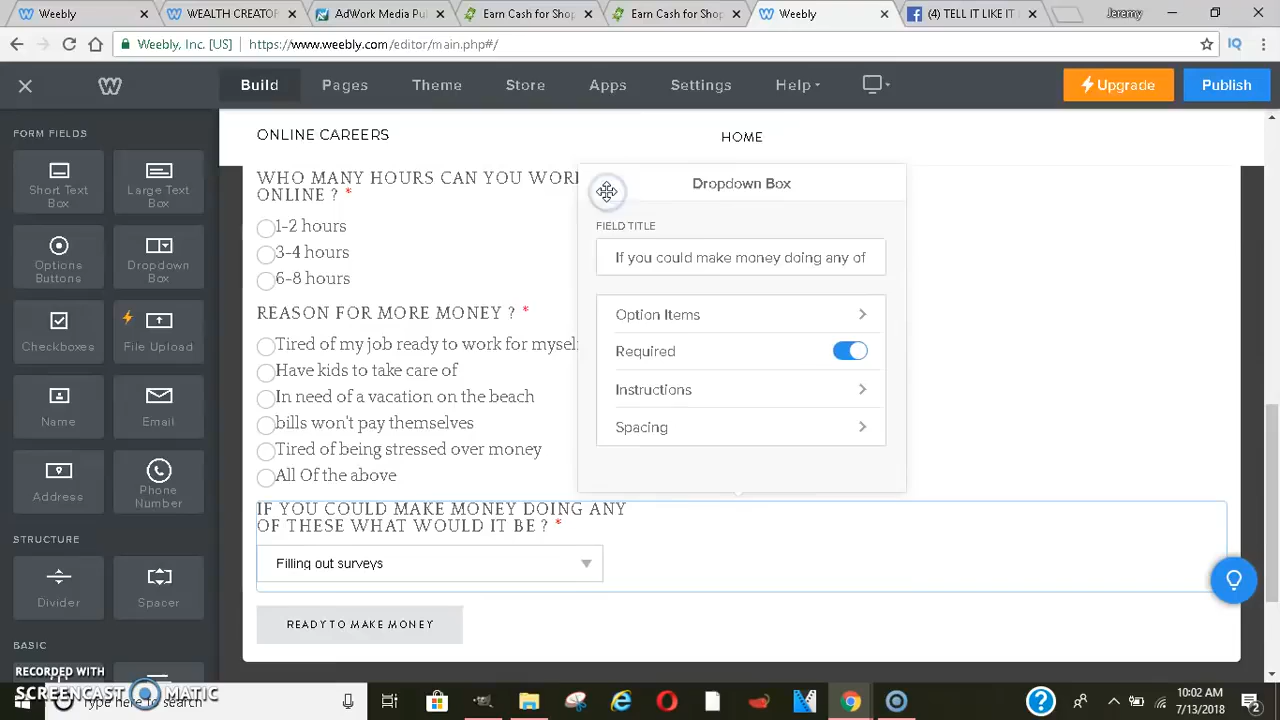 Weebly
WEALTH CREATOR
AdWork Media Pu
Earn Cash for Shop
Earn Cash for Shop
Weebly
(4) TELL IT LIKE IT
Jeremy
Weebly, Inc. [US]
https://www.weebly.com/editor/main.php#/
Build
Pages
Theme
Store
Apps
Settings
Help
Upgrade
Publish
FORM FIELDS
Short Text Box
Large Text Box
Options Buttons
Dropdown Box
Checkboxes
File Upload
Name
Email
Address
Phone Number
STRUCTURE
Divider
Spacer
BASIC
ONLINE CAREERS
HOME
WHO MANY HOURS CAN YOU WORK
ONLINE ? *
1-2 hours
3-4 hours
6-8 hours
REASON FOR MORE MONEY ? *
Tired of my job ready to work for mysel
Have kids to take care of
In need of a vacation on the beach
bills won't pay themselves
Tired of being stressed over money
All Of the above
IF YOU COULD MAKE MONEY DOING ANY
OF THESE WHAT WOULD IT BE ? *
Filling out surveys
READY TO MAKE MONEY
Dropdown Box
FIELD TITLE
If you could make money doing any of
Option Items
Required
Instructions
Spacing
RECORDED WITH
SCREENCAST MATIC
Type here to search
10:02 AM
7/13/2018
2